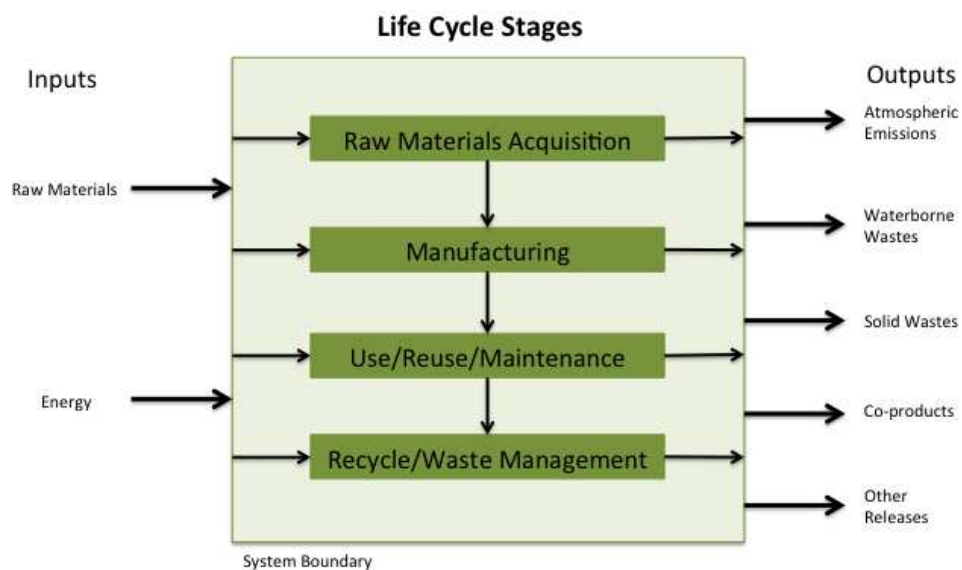 Life Cycle Stages
Inputs
Outputs
Raw Materials Acquisition
Atmospheric
Emissions
Raw Materials
Manufacturing
Waterborne
Wastes
Solid Wastes
Use/Reuse/Maintenance
Energy
Co-products
Recycle/Waste Management
Other
Releases
System Boundary